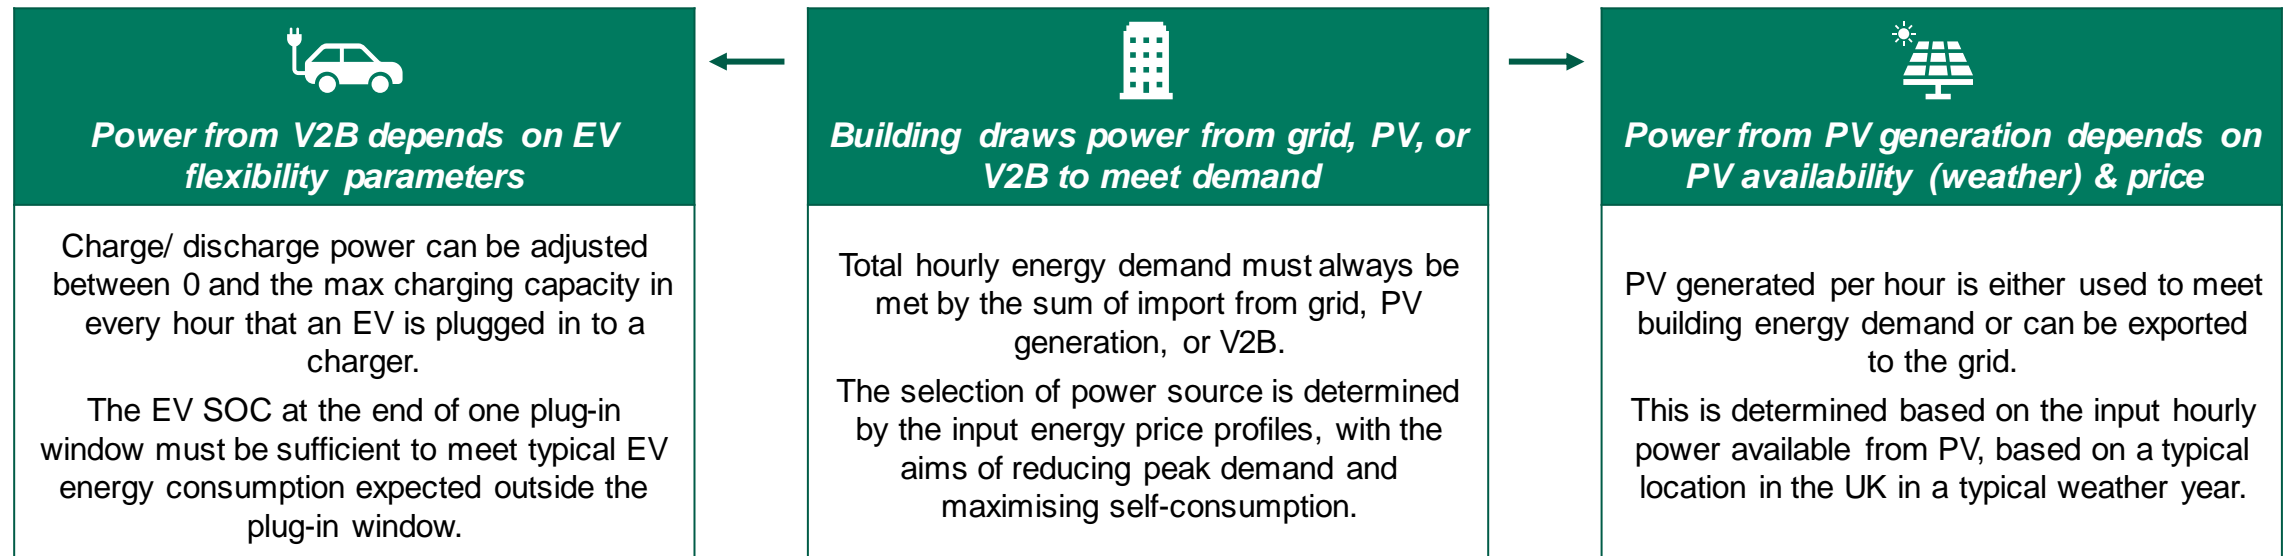 Power from V2B depends on EV
flexibility parameters
Charge/ discharge power can be adjusted
between 0 and the max charging capacity in
every hour that an EV is plugged in to a
charger.
The EV SOC at the end of one plug-in
window must be sufficient to meet typical EV
energy consumption expected outside the
plug-in window.
Building draws power from grid, PV, or
V2B to meet demand
Total hourly energy demand must always be
met by the sum of import from grid, PV
generation, or V2B.
The selection of power source is determined
by the input energy price profiles, with the
aims of reducing peak demand and
maximising self-consumption.
Power from PV generation depends on
PV availability (weather) & price
PV generated per hour is either used to meet
building energy demand or can be exported
to the grid.
This is determined based on the input hourly
power available from PV, based on a typical
location in the UK in a typical weather year.